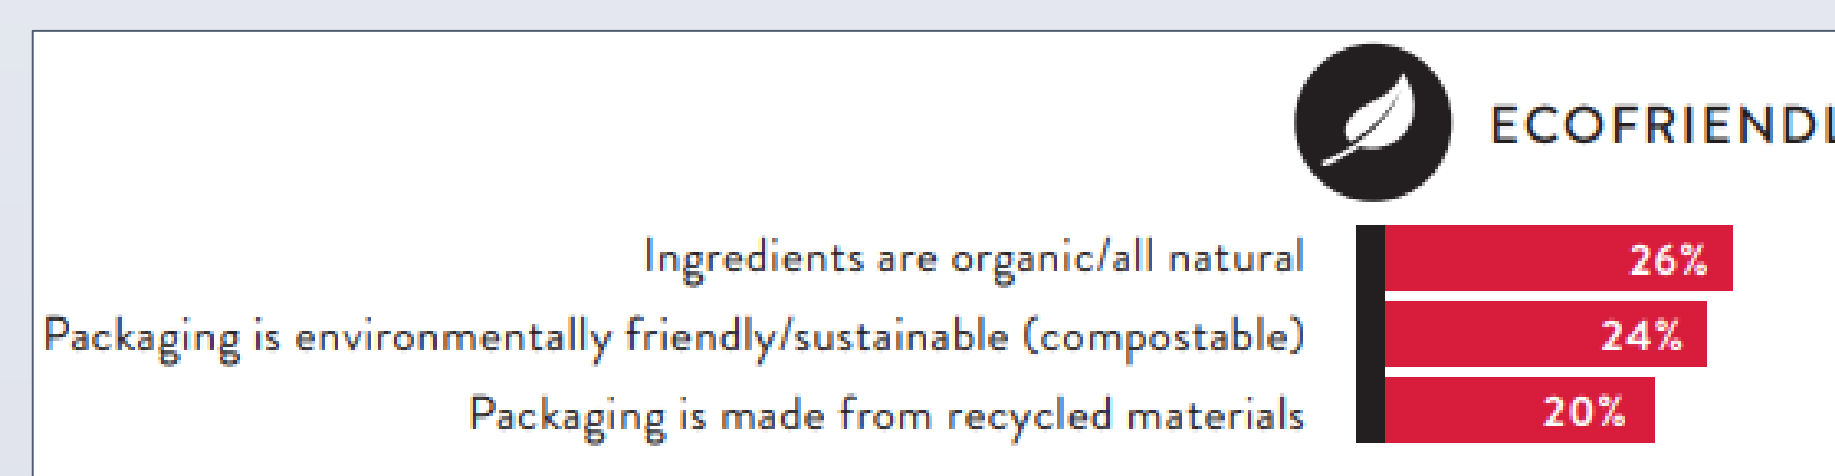 ECOFRIENDL
Ingredients are organic/all natural 26%
Packaging is environmentally friendly/sustainable (compostable) 24%
Packaging is made from recycled materials 20%